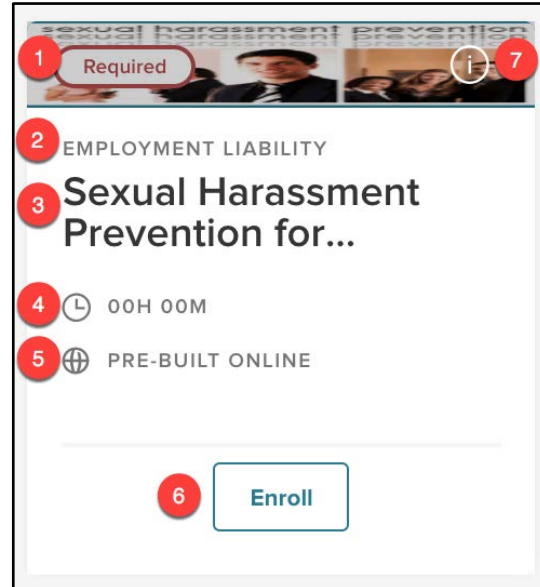 sexual harassment prevention
sexual harassment prevention
1 Required i 7
2 EMPLOYMENT LIABILITY
3 Sexual Harassment
Prevention for...
4 00H 00M
5 PRE-BUILT ONLINE
6 Enroll